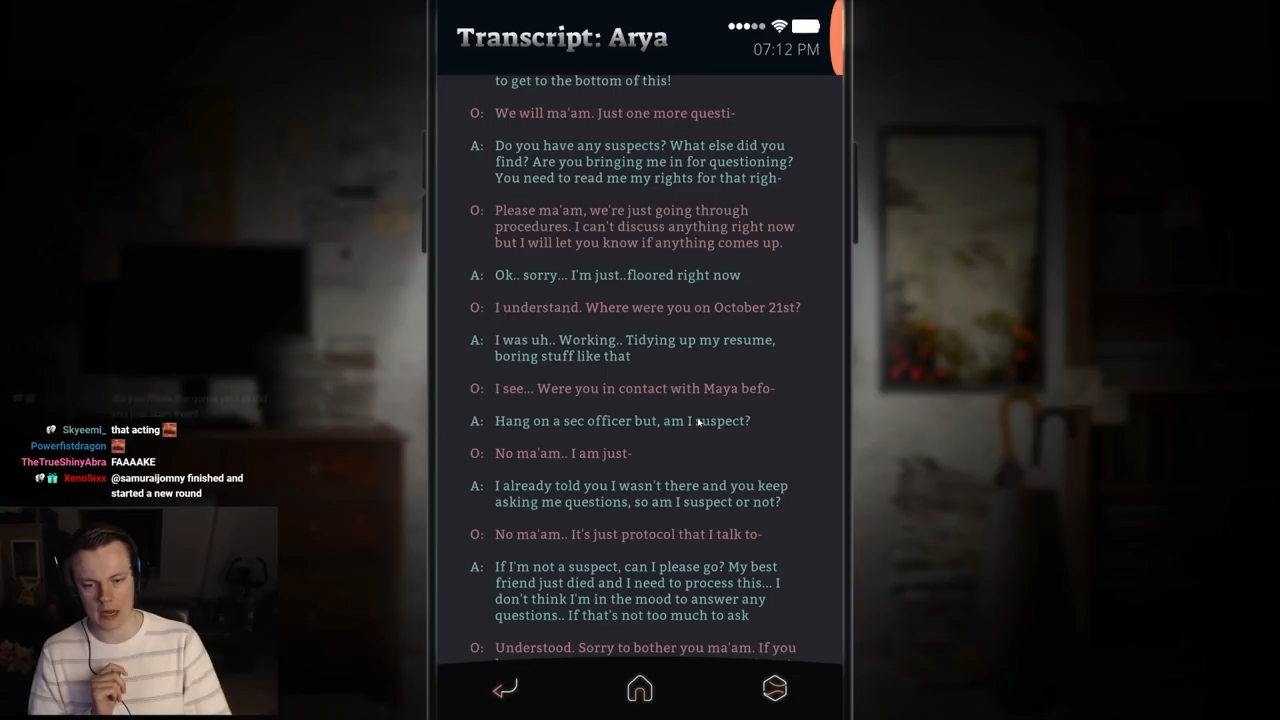 Transcript: Arya
07:12 PM
to get to the bottom of this!
O: We will ma'am. Just one more questi-
A: Do you have any suspects? What else did you
find? Are you bringing me in for questioning?
You need to read me my rights for that righ-
O: Please ma'am, we're just going through
procedures. I can't discuss anything right now
but I will let you know if anything comes up.
A: Ok.. sorry... I'm just..floored right now
O: I understand. Where were you on October 21st?
A: I was uh.. Working.. Tidying up my resume,
boring stuff like that
O: I see... Were you in contact with Maya befo-
A: Hang on a sec officer but, am I suspect?
O: No ma'am.. I am just-
A: I already told you I wasn't there and you keep
asking me questions, so am I suspect or not?
O: No ma'am.. It's just protocol that I talk to-
A: If I'm not a suspect, can I please go? My best
friend just died and I need to process this... I
don't think I'm in the mood to answer any
questions.. If that's not too much to ask
O: Understood. Sorry to bother you ma'am. If you
Skyeemi_ that acting
Powerfistdragon
TheTrueShinyAbra FAAAAKE
XenoSixx @samuraijomny finished and
started a new round